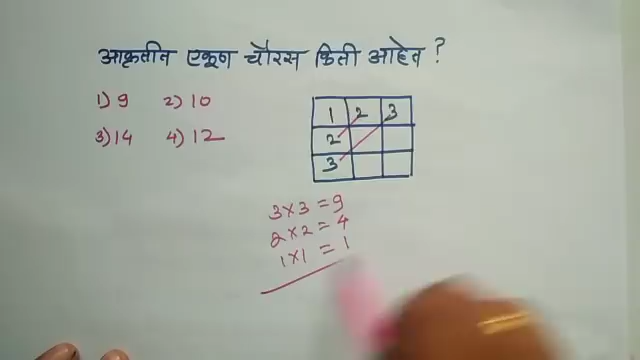 आकृतीत एकूण चौरस किती आहेत ?
1) 9 2) 10
3) 14 4) 12
1 2 3
2
3
3×3 = 9
2×2 = 4
1×1 = 1